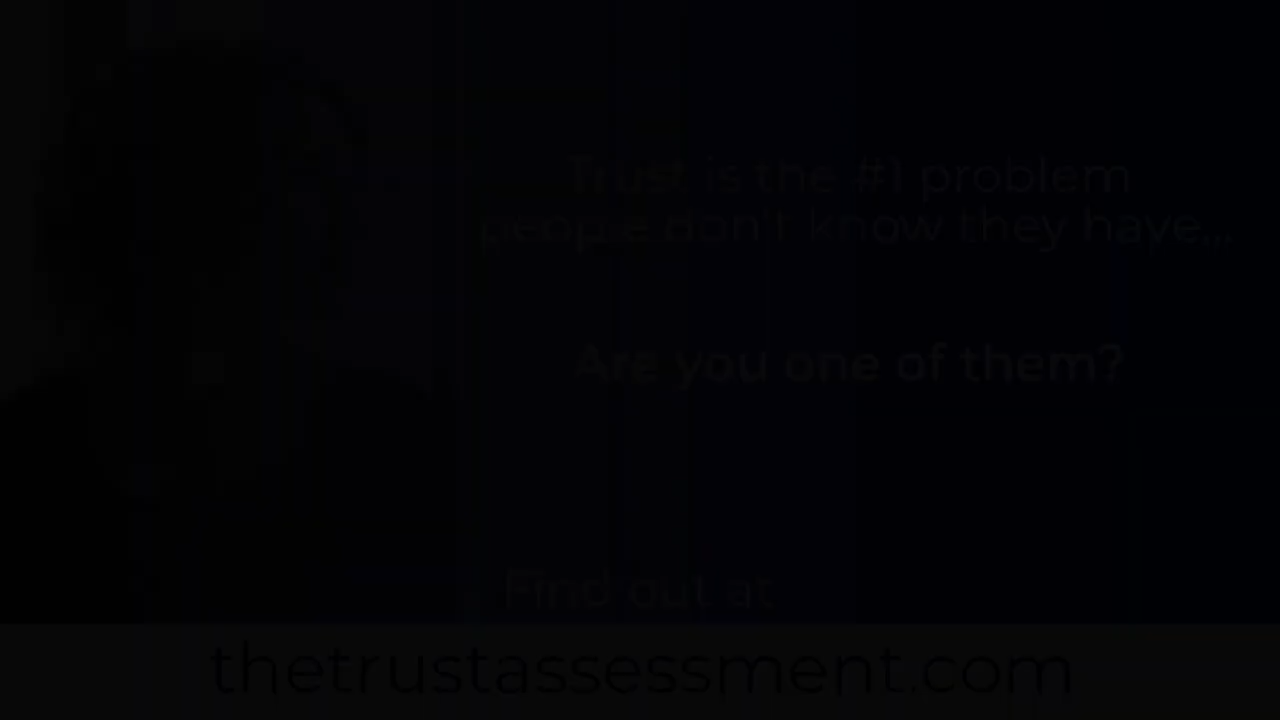 Trust is the #1 problem
people don't know they have...
Are you one of them?
Find out at
thetrustassessment.com